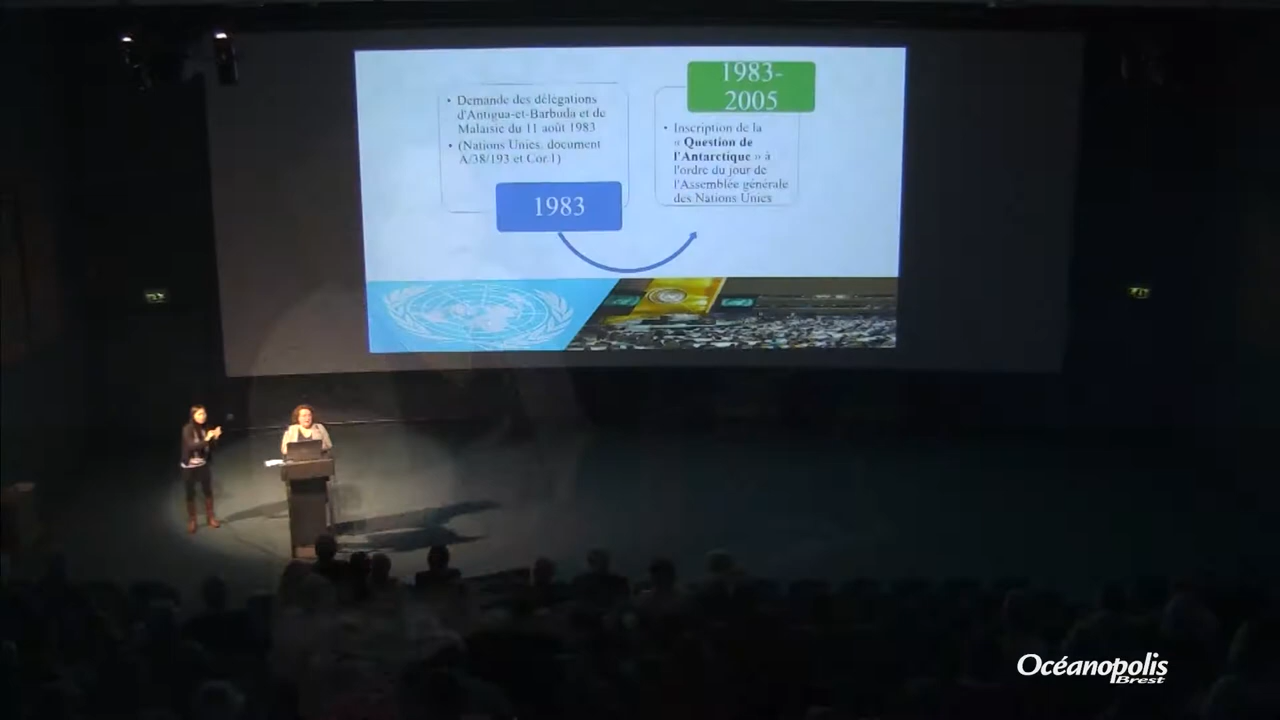 • Demande des délégations
d'Antigua-et-Barbuda et de
Malaisie du 11 août 1983
• (Nations Unies, document
A/38/193 et Cor.1)
1983
1983-
2005
• Inscription de la
« Question de
l'Antarctique » à
l'ordre du jour de
l'Assemblée générale
des Nations Unies
Océanopolis
Brest